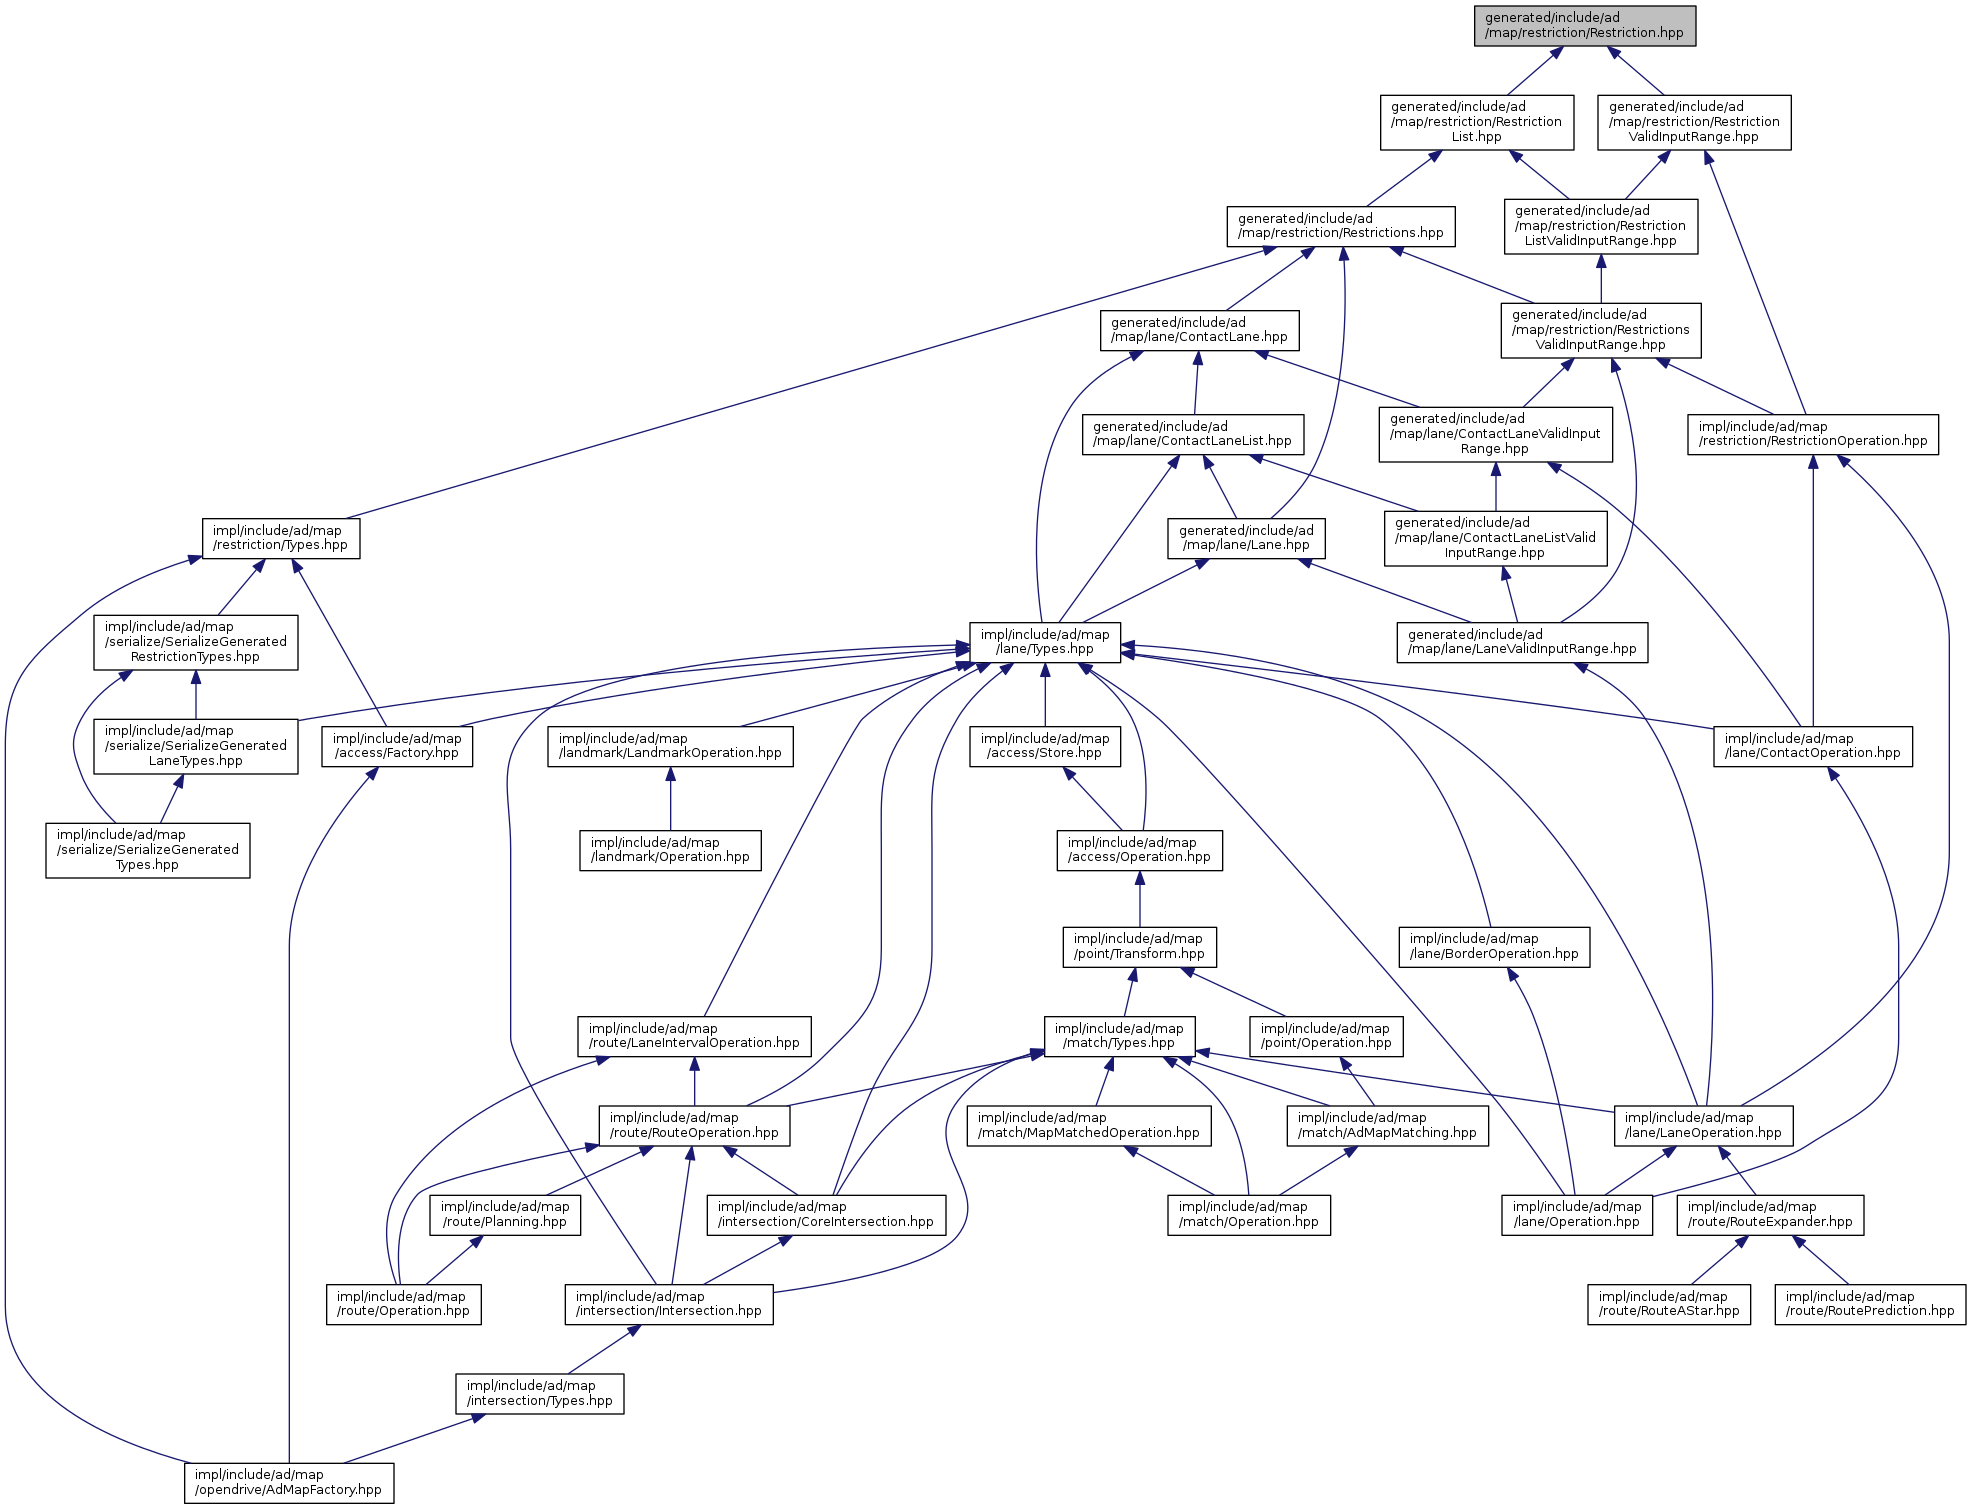 generated/include/ad
/map/restriction/Restriction.hpp
generated/include/ad
/map/restriction/Restriction
List.hpp
generated/include/ad
/map/restriction/Restriction
ValidInputRange.hpp
generated/include/ad
/map/restriction/Restrictions.hpp
generated/include/ad
/map/restriction/Restriction
ListValidInputRange.hpp
generated/include/ad
/map/lane/ContactLane.hpp
generated/include/ad
/map/restriction/Restrictions
ValidInputRange.hpp
generated/include/ad
/map/lane/ContactLaneList.hpp
generated/include/ad
/map/lane/ContactLaneValidInput
Range.hpp
impl/include/ad/map
/restriction/RestrictionOperation.hpp
impl/include/ad/map
/restriction/Types.hpp
generated/include/ad
/map/lane/Lane.hpp
generated/include/ad
/map/lane/ContactLaneListValid
InputRange.hpp
impl/include/ad/map
/serialize/SerializeGenerated
RestrictionTypes.hpp
impl/include/ad/map
/lane/Types.hpp
generated/include/ad
/map/lane/LaneValidInputRange.hpp
impl/include/ad/map
/serialize/SerializeGenerated
LaneTypes.hpp
impl/include/ad/map
/access/Factory.hpp
impl/include/ad/map
/landmark/LandmarkOperation.hpp
impl/include/ad/map
/access/Store.hpp
impl/include/ad/map
/lane/ContactOperation.hpp
impl/include/ad/map
/serialize/SerializeGenerated
Types.hpp
impl/include/ad/map
/landmark/Operation.hpp
impl/include/ad/map
/access/Operation.hpp
impl/include/ad/map
/point/Transform.hpp
impl/include/ad/map
/lane/BorderOperation.hpp
impl/include/ad/map
/route/LaneIntervalOperation.hpp
impl/include/ad/map
/match/Types.hpp
impl/include/ad/map
/point/Operation.hpp
impl/include/ad/map
/route/RouteOperation.hpp
impl/include/ad/map
/match/MapMatchedOperation.hpp
impl/include/ad/map
/match/AdMapMatching.hpp
impl/include/ad/map
/lane/LaneOperation.hpp
impl/include/ad/map
/route/Planning.hpp
impl/include/ad/map
/intersection/CoreIntersection.hpp
impl/include/ad/map
/match/Operation.hpp
impl/include/ad/map
/lane/Operation.hpp
impl/include/ad/map
/route/RouteExpander.hpp
impl/include/ad/map
/route/Operation.hpp
impl/include/ad/map
/intersection/Intersection.hpp
impl/include/ad/map
/route/RouteAStar.hpp
impl/include/ad/map
/route/RoutePrediction.hpp
impl/include/ad/map
/intersection/Types.hpp
impl/include/ad/map
/opendrive/AdMapFactory.hpp